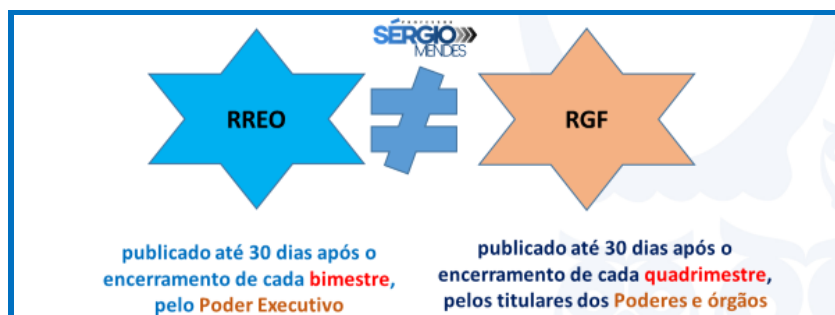 PROFESSOR
SÉRGIO
MENDES
RREO
RGF
publicado até 30 dias após o
encerramento de cada bimestre,
pelo Poder Executivo
publicado até 30 dias após o
encerramento de cada quadrimestre,
pelos titulares dos Poderes e órgãos